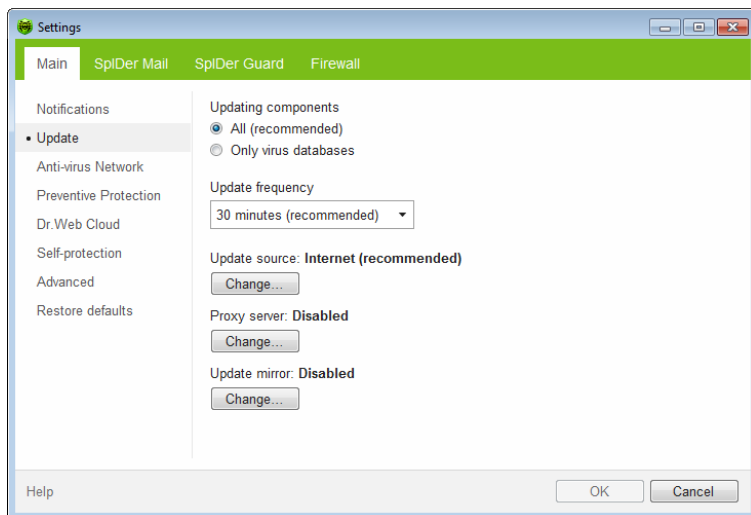 Settings
Main SpIDer Mail SpIDer Guard Firewall
Notifications
Update
Anti-virus Network
Preventive Protection
Dr.Web Cloud
Self-protection
Advanced
Restore defaults
Updating components
All (recommended)
Only virus databases
Update frequency
30 minutes (recommended)
Update source: Internet (recommended)
Change...
Proxy server: Disabled
Change...
Update mirror: Disabled
Change...
Help
OK Cancel